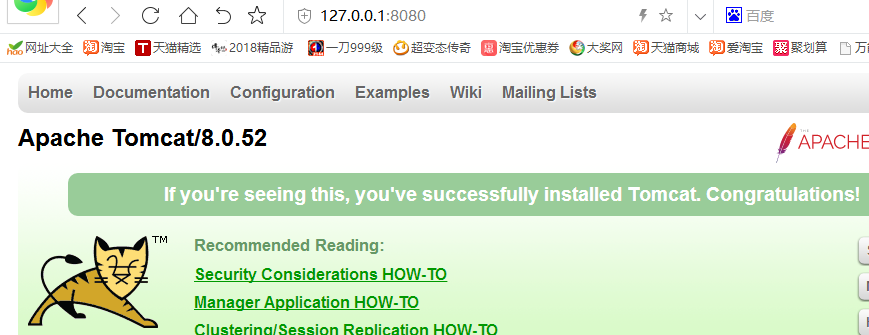 127.0.0.1:8080 百度
网址大全 淘宝 天猫精选 2018精品游 一刀999级 超变态传奇 淘宝优惠券 大奖网 天猫商城 爱淘宝 聚划算
Home Documentation Configuration Examples Wiki Mailing Lists
Apache Tomcat/8.0.52
THE
APACHE
If you're seeing this, you've successfully installed Tomcat. Congratulations!
TM
Recommended Reading:
Security Considerations HOW-TO
Manager Application HOW-TO
Clustering/Session Replication HOW-TO